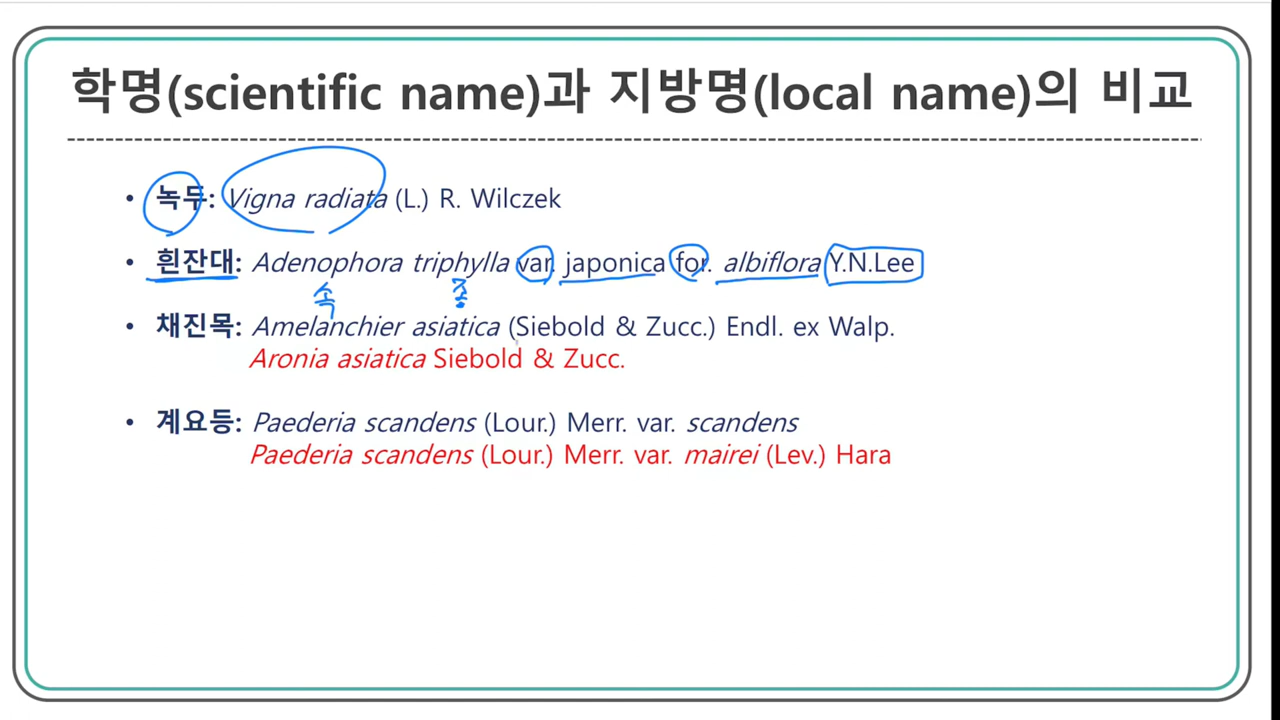 학명(scientific name)과 지방명(local name)의 비교
• 녹두: Vigna radiata (L.) R. Wilczek
• 흰잔대: Adenophora triphylla var. japonica for. albiflora Y.N.Lee
속 종
• 채진목: Amelanchier asiatica (Siebold & Zucc.) Endl. ex Walp.
Aronia asiatica Siebold & Zucc.
• 계요등: Paederia scandens (Lour.) Merr. var. scandens
Paederia scandens (Lour.) Merr. var. mairei (Lev.) Hara